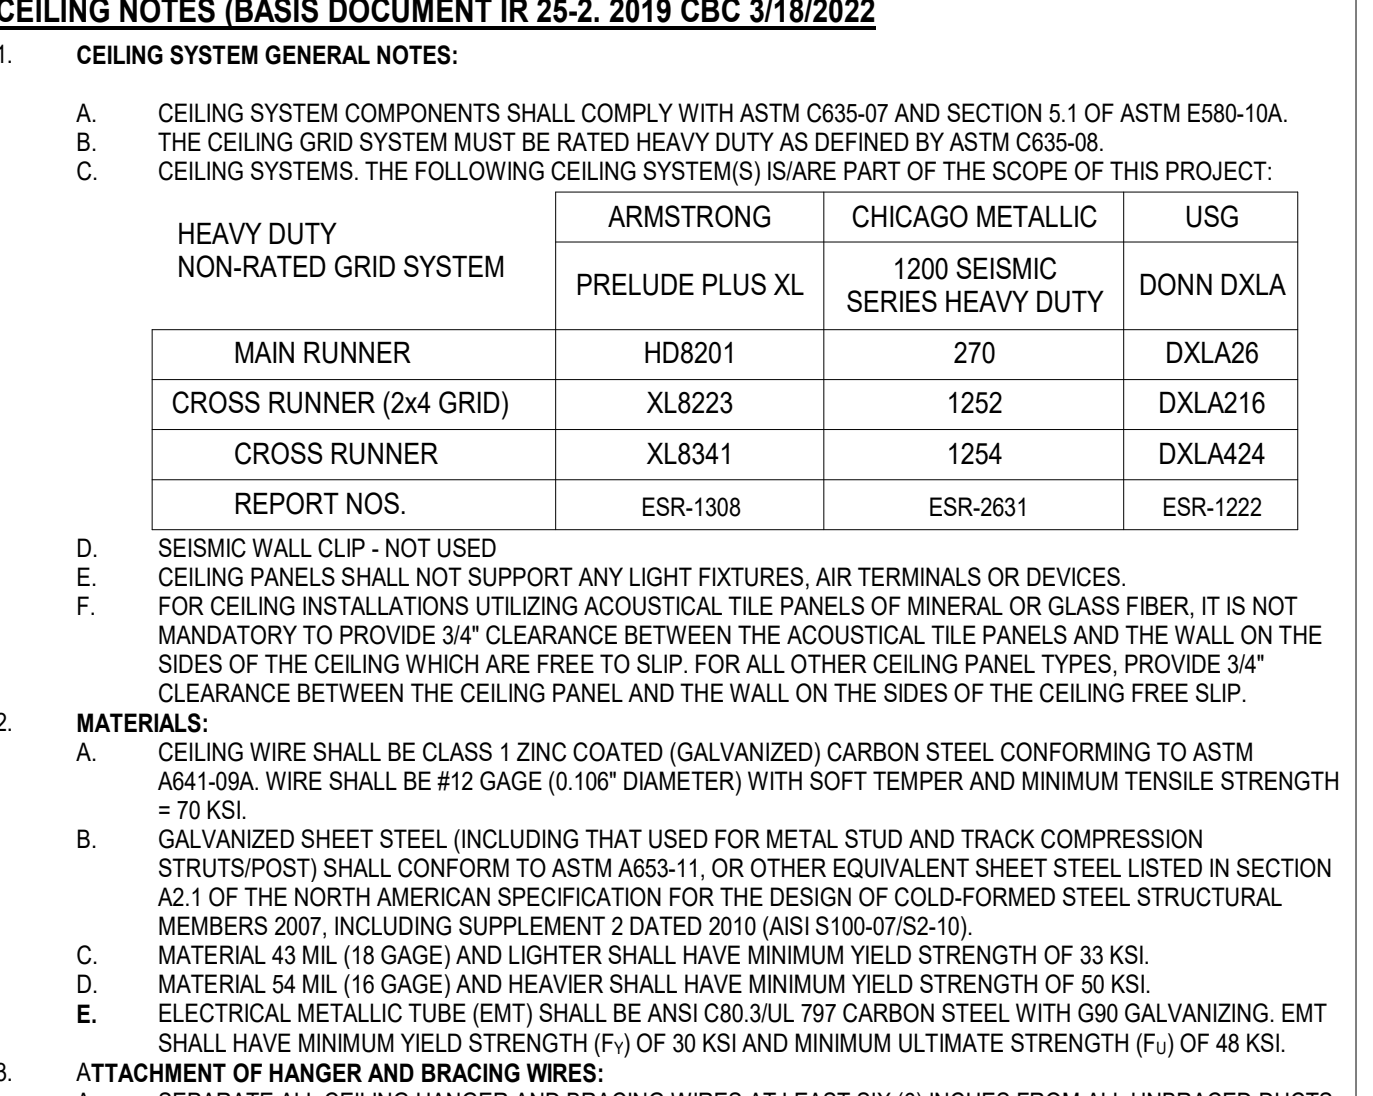 CEILING NOTES (BASIS DOCUMENT IR 25-2. 2019 CBC 3/18/2022
1. CEILING SYSTEM GENERAL NOTES:
A. CEILING SYSTEM COMPONENTS SHALL COMPLY WITH ASTM C635-07 AND SECTION 5.1 OF ASTM E580-10A.
B. THE CEILING GRID SYSTEM MUST BE RATED HEAVY DUTY AS DEFINED BY ASTM C635-08.
C. CEILING SYSTEMS. THE FOLLOWING CEILING SYSTEM(S) IS/ARE PART OF THE SCOPE OF THIS PROJECT:
HEAVY DUTY
NON-RATED GRID SYSTEM
ARMSTRONG CHICAGO METALLIC USG
PRELUDE PLUS XL
1200 SEISMIC
SERIES HEAVY DUTY
DONN DXLA
MAIN RUNNER HD8201 270 DXLA26
CROSS RUNNER (2x4 GRID) XL8223 1252 DXLA216
CROSS RUNNER XL8341 1254 DXLA424
REPORT NOS. ESR-1308 ESR-2631 ESR-1222
D. SEISMIC WALL CLIP - NOT USED
E. CEILING PANELS SHALL NOT SUPPORT ANY LIGHT FIXTURES, AIR TERMINALS OR DEVICES.
F. FOR CEILING INSTALLATIONS UTILIZING ACOUSTICAL TILE PANELS OF MINERAL OR GLASS FIBER, IT IS NOT
MANDATORY TO PROVIDE 3/4" CLEARANCE BETWEEN THE ACOUSTICAL TILE PANELS AND THE WALL ON THE
SIDES OF THE CEILING WHICH ARE FREE TO SLIP. FOR ALL OTHER CEILING PANEL TYPES, PROVIDE 3/4"
CLEARANCE BETWEEN THE CEILING PANEL AND THE WALL ON THE SIDES OF THE CEILING FREE SLIP.
2. MATERIALS:
A. CEILING WIRE SHALL BE CLASS 1 ZINC COATED (GALVANIZED) CARBON STEEL CONFORMING TO ASTM
A641-09A. WIRE SHALL BE #12 GAGE (0.106" DIAMETER) WITH SOFT TEMPER AND MINIMUM TENSILE STRENGTH
= 70 KSI.
B. GALVANIZED SHEET STEEL (INCLUDING THAT USED FOR METAL STUD AND TRACK COMPRESSION
STRUTS/POST) SHALL CONFORM TO ASTM A653-11, OR OTHER EQUIVALENT SHEET STEEL LISTED IN SECTION
A2.1 OF THE NORTH AMERICAN SPECIFICATION FOR THE DESIGN OF COLD-FORMED STEEL STRUCTURAL
MEMBERS 2007, INCLUDING SUPPLEMENT 2 DATED 2010 (AISI S100-07/S2-10).
C. MATERIAL 43 MIL (18 GAGE) AND LIGHTER SHALL HAVE MINIMUM YIELD STRENGTH OF 33 KSI.
D. MATERIAL 54 MIL (16 GAGE) AND HEAVIER SHALL HAVE MINIMUM YIELD STRENGTH OF 50 KSI.
E. ELECTRICAL METALLIC TUBE (EMT) SHALL BE ANSI C80.3/UL 797 CARBON STEEL WITH G90 GALVANIZING. EMT
SHALL HAVE MINIMUM YIELD STRENGTH (FY) OF 30 KSI AND MINIMUM ULTIMATE STRENGTH (FU) OF 48 KSI.
3. ATTACHMENT OF HANGER AND BRACING WIRES:
A. SEPARATE ALL CEILING HANGER AND BRACING WIRES AT LEAST SIX (6) INCHES FROM ALL UNBRACED DUCTS,